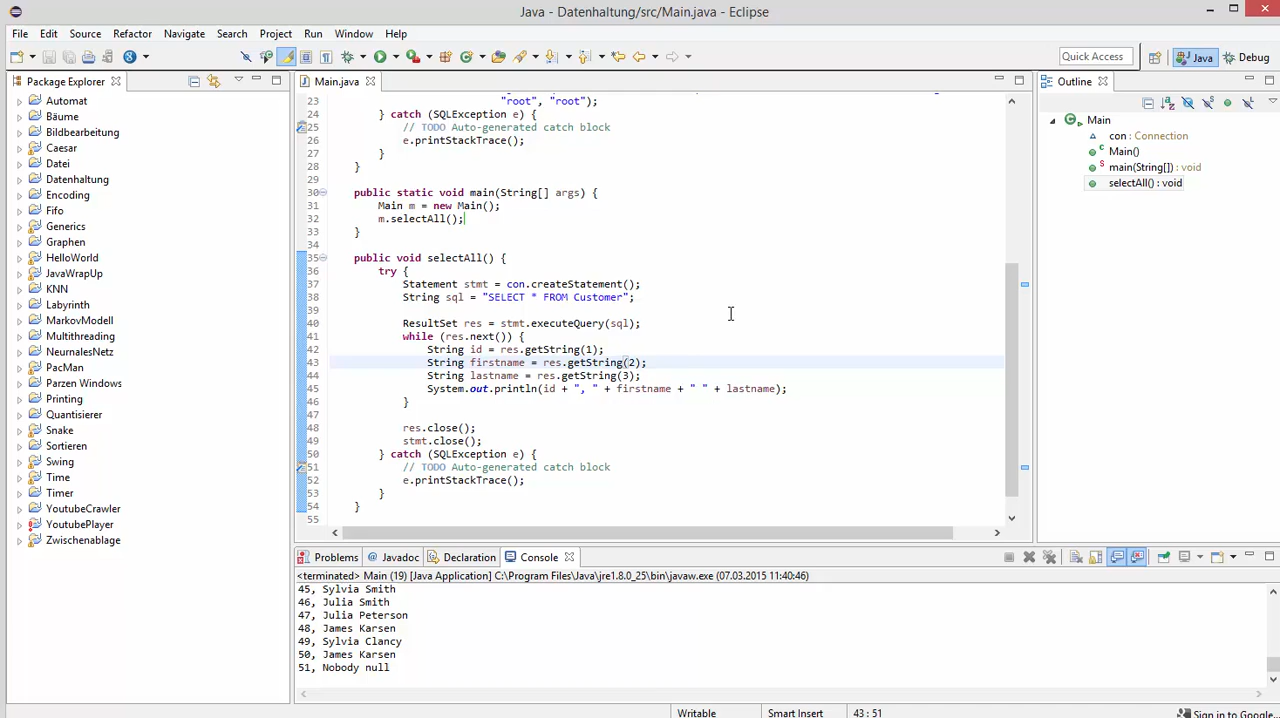 Java - Datenhaltung/src/Main.java - Eclipse
File Edit Source Refactor Navigate Search Project Run Window Help
Quick Access
Java
Debug
Package Explorer
Automat
Bäume
Bildbearbeitung
Caesar
Datei
Datenhaltung
Encoding
Fifo
Generics
Graphen
HelloWorld
JavaWrapUp
KNN
Labyrinth
MarkovModell
Multithreading
NeurnalesNetz
PacMan
Parzen Windows
Printing
Quantisierer
Snake
Sortieren
Swing
Time
Timer
YoutubeCrawler
YoutubePlayer
Zwischenablage
Main.java
23 "root", "root");
24 } catch (SQLException e) {
25 // TODO Auto-generated catch block
26 e.printStackTrace();
27 }
28 }
29
30 public static void main(String[] args) {
31 Main m = new Main();
32 m.selectAll();
33 }
34
35 public void selectAll() {
36 try {
37 Statement stmt = con.createStatement();
38 String sql = "SELECT * FROM Customer";
39
40 ResultSet res = stmt.executeQuery(sql);
41 while (res.next()) {
42 String id = res.getString(1);
43 String firstname = res.getString(2);
44 String lastname = res.getString(3);
45 System.out.println(id + ", " + firstname + " " + lastname);
46 }
47
48 res.close();
49 stmt.close();
50 } catch (SQLException e) {
51 // TODO Auto-generated catch block
52 e.printStackTrace();
53 }
54 }
55
Outline
Main
con : Connection
Main()
main(String[]) : void
selectAll() : void
Problems Javadoc Declaration Console
<terminated> Main (19) [Java Application] C:\Program Files\Java\jre1.8.0_25\bin\javaw.exe (07.03.2015 11:40:46)
45, Sylvia Smith
46, Julia Smith
47, Julia Peterson
48, James Karsen
49, Sylvia Clancy
50, James Karsen
51, Nobody null
Writable
Smart Insert
43 : 51
Sign in to Google...